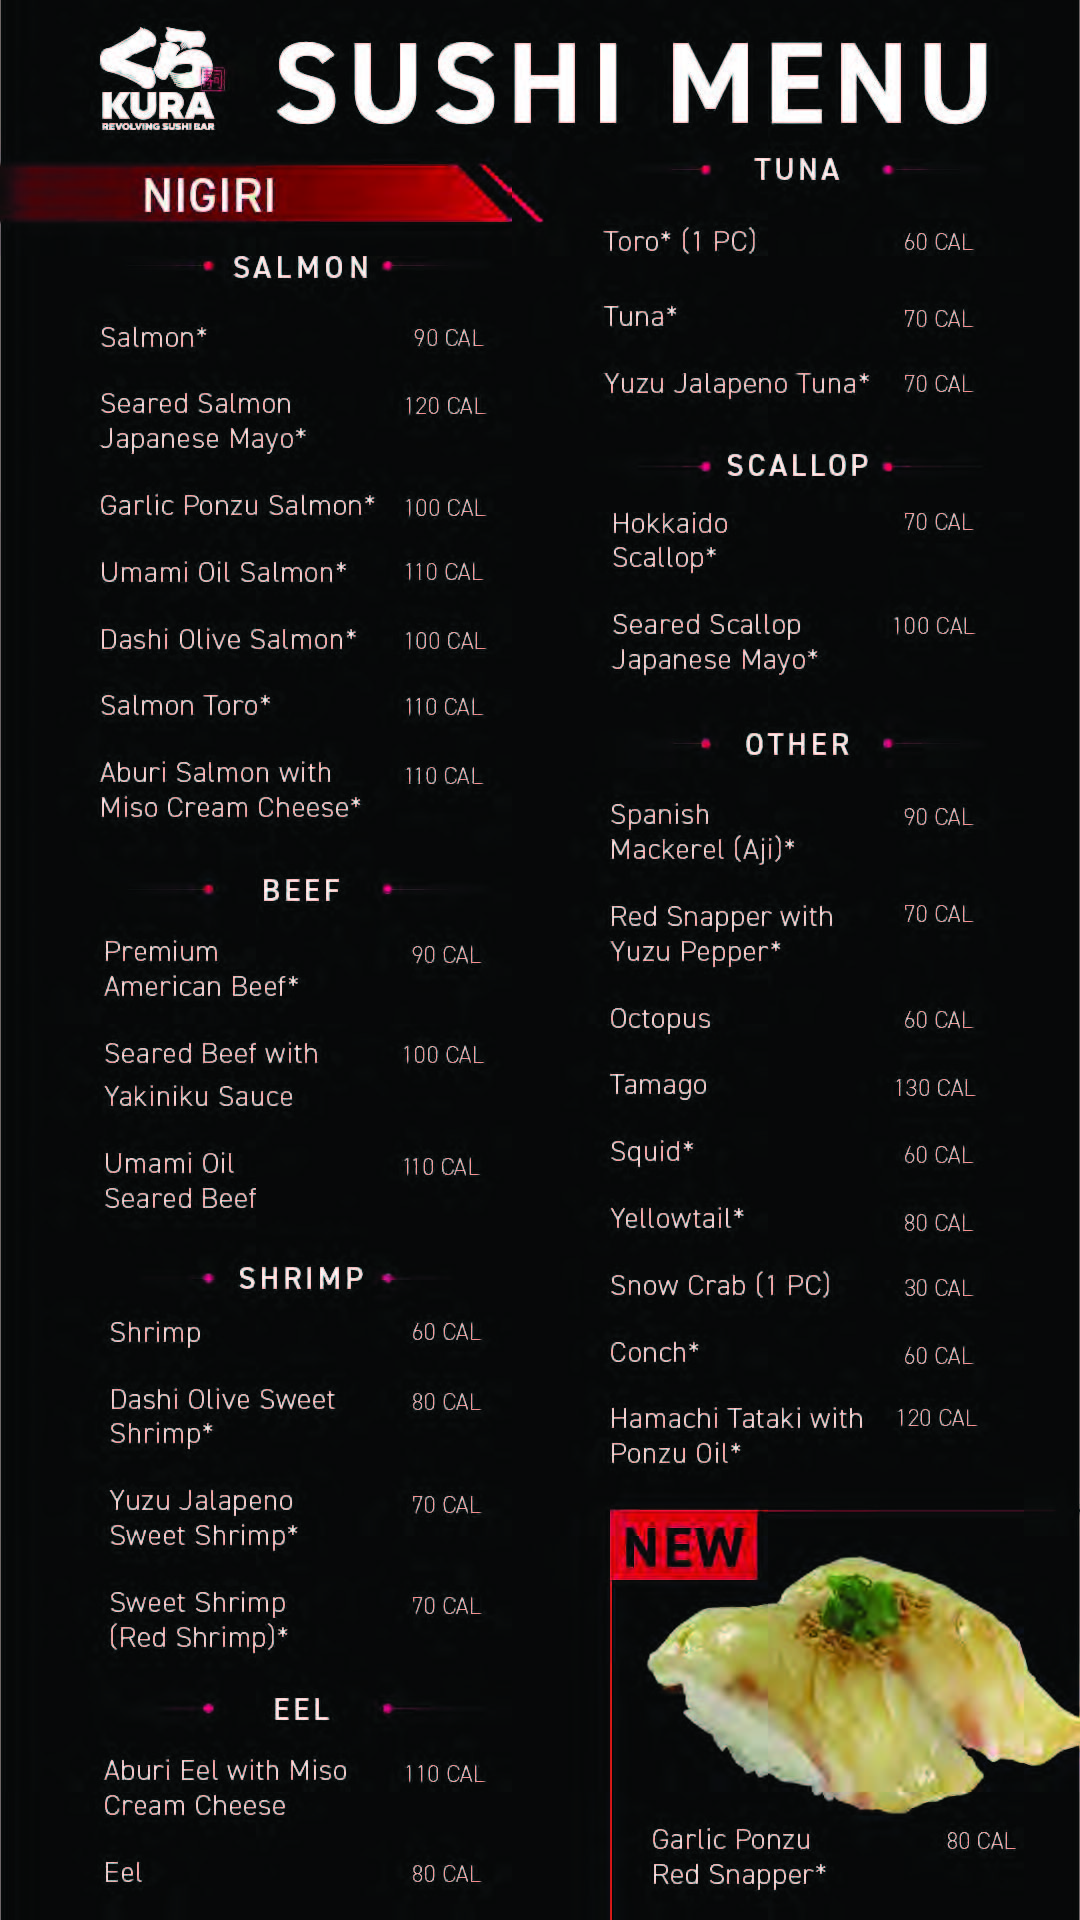 くら
KURA
REVOLVING SUSHI BAR
SUSHI MENU
NIGIRI
SALMON
Salmon* 90 CAL
Seared Salmon 120 CAL
Japanese Mayo*
Garlic Ponzu Salmon* 100 CAL
Umami Oil Salmon* 110 CAL
Dashi Olive Salmon* 100 CAL
Salmon Toro* 110 CAL
Aburi Salmon with 110 CAL
Miso Cream Cheese*
BEEF
Premium 90 CAL
American Beef*
Seared Beef with 100 CAL
Yakiniku Sauce
Umami Oil 110 CAL
Seared Beef
SHRIMP
Shrimp 60 CAL
Dashi Olive Sweet 80 CAL
Shrimp*
Yuzu Jalapeno 70 CAL
Sweet Shrimp*
Sweet Shrimp 70 CAL
(Red Shrimp)*
EEL
Aburi Eel with Miso 110 CAL
Cream Cheese
Eel 80 CAL
TUNA
Toro* (1 PC) 60 CAL
Tuna* 70 CAL
Yuzu Jalapeno Tuna* 70 CAL
SCALLOP
Hokkaido 70 CAL
Scallop*
Seared Scallop 100 CAL
Japanese Mayo*
OTHER
Spanish 90 CAL
Mackerel (Aji)*
Red Snapper with 70 CAL
Yuzu Pepper*
Octopus 60 CAL
Tamago 130 CAL
Squid* 60 CAL
Yellowtail* 80 CAL
Snow Crab (1 PC) 30 CAL
Conch* 60 CAL
Hamachi Tataki with 120 CAL
Ponzu Oil*
NEW
Garlic Ponzu 80 CAL
Red Snapper*